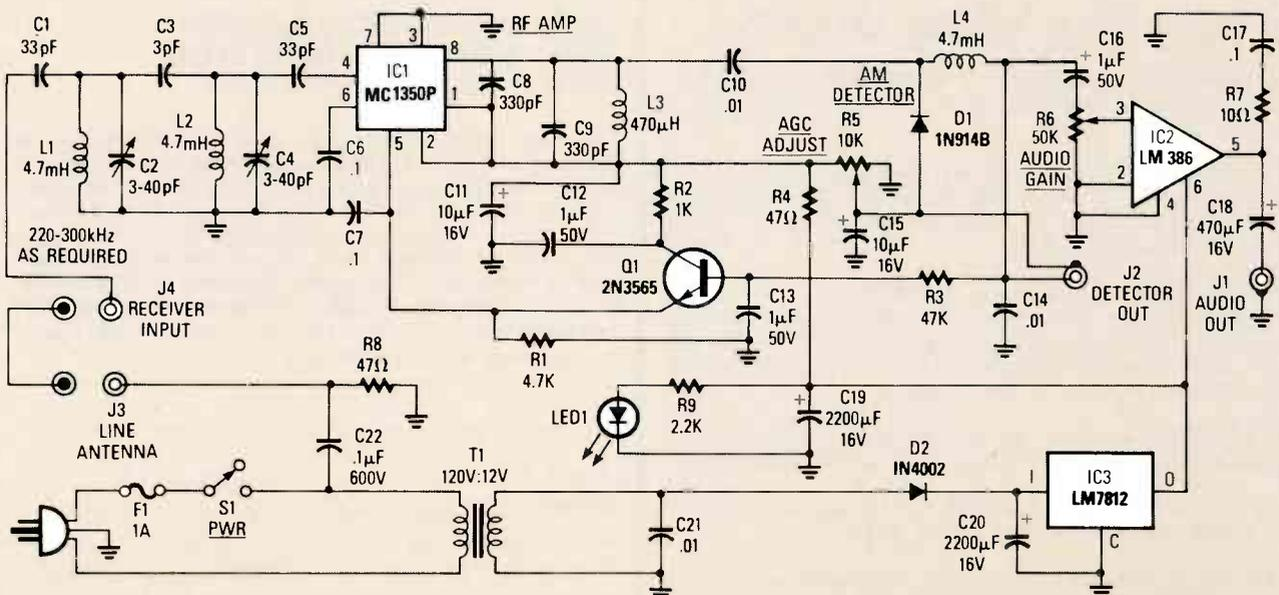 C1
33pF
C3
3pF
C5
33pF
7
3
RF AMP
4
6
8
1
5
2
IC1
MC1350P
C8
330pF
L1
4.7mH
C2
3-40pF
L2
4.7mH
C4
3-40pF
C6
.1
C7
.1
C9
330pF
L3
470μH
C10
.01
L4
4.7mH
AM
DETECTOR
D1
1N914B
AGC
ADJUST
R5
10K
C16
+
1μF
50V
R6
50K
AUDIO
GAIN
3
2
IC2
LM 386
4
5
6
C17
.1
R7
10Ω
+
C18
470μF
16V
J1
AUDIO
OUT
C11
+
10μF
16V
C12
1μF
50V
R2
1K
R4
47Ω
+
C15
10μF
16V
Q1
2N3565
C13
1μF
50V
R3
47K
C14
.01
J2
DETECTOR
OUT
R1
4.7K
220-300kHz
AS REQUIRED
J4
RECEIVER
INPUT
R8
47Ω
J3
LINE
ANTENNA
C22
.1μF
600V
LED1
R9
2.2K
+
C19
2200μF
16V
F1
1A
S1
PWR
T1
120V:12V
C21
.01
D2
IN4002
C20
+
2200μF
16V
I
IC3
LM7812
O
C